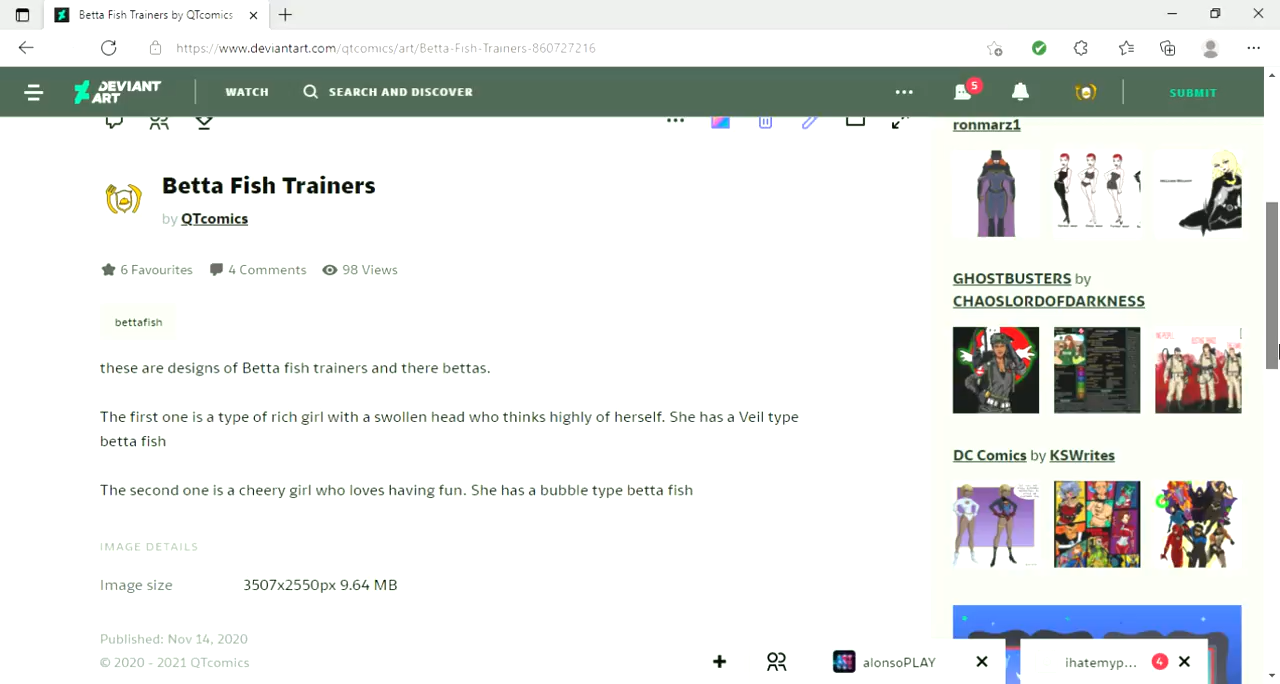 Betta Fish Trainers by QTcomics
https://www.deviantart.com/qtcomics/art/Betta-Fish-Trainers-860727216
DEVIANT
ART
WATCH
SEARCH AND DISCOVER
5
SUBMIT
ronmarz1
Betta Fish Trainers
by QTcomics
6 Favourites
4 Comments
98 Views
bettafish
these are designs of Betta fish trainers and there bettas.
The first one is a type of rich girl with a swollen head who thinks highly of herself. She has a Veil type
betta fish
The second one is a cheery girl who loves having fun. She has a bubble type betta fish
IMAGE DETAILS
Image size 3507x2550px 9.64 MB
Published: Nov 14, 2020
© 2020 - 2021 QTcomics
GHOSTBUSTERS by
CHAOSLORDOFDARKNESS
DC Comics by KSWrites
alonsoPLAY
ihatemyp...
4